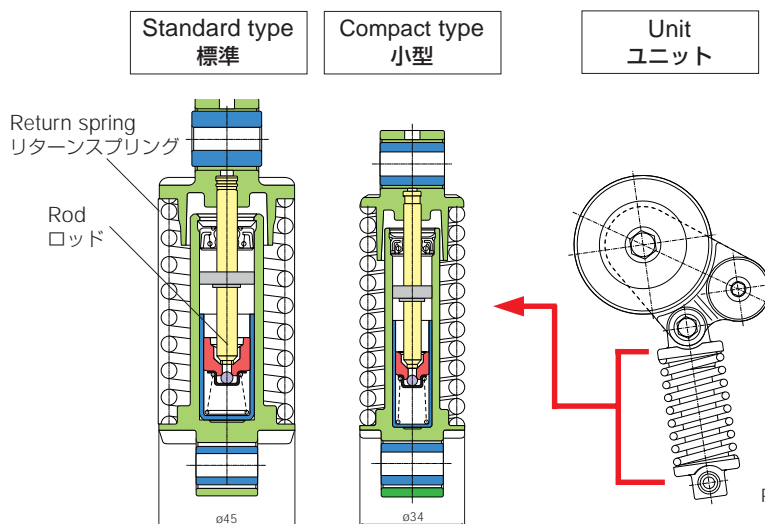 Standard type
標準
Compact type
小型
Unit
ユニット
Return spring
リターンスプリング
Rod
ロッド
ø45
ø34